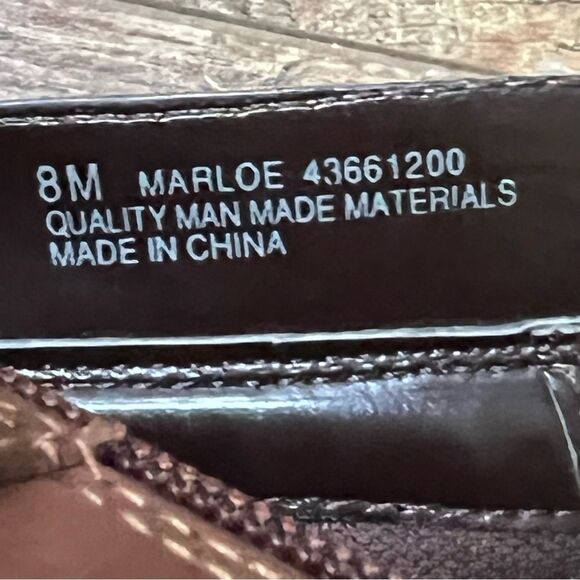 8M MARLOE 43661200
QUALITY MAN MADE MATERIALS
MADE IN CHINA